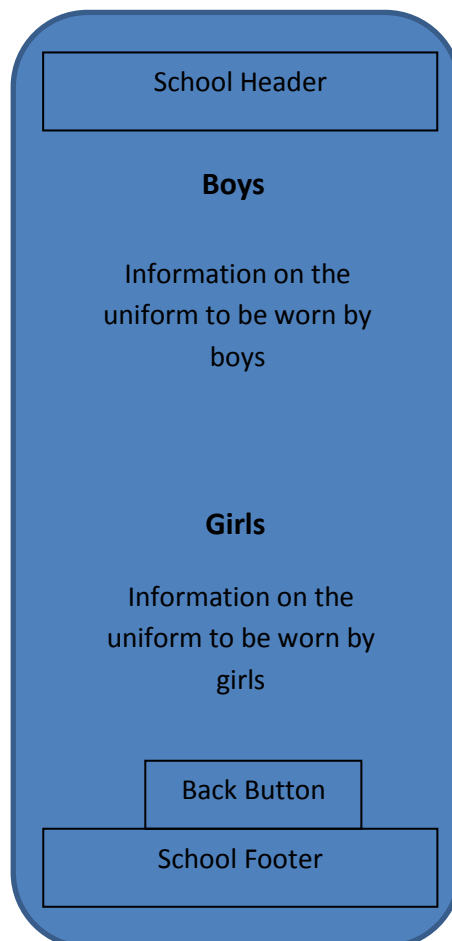 School Header
Boys
Information on the
uniform to be worn by
boys
Girls
Information on the
uniform to be worn by
girls
Back Button
School Footer